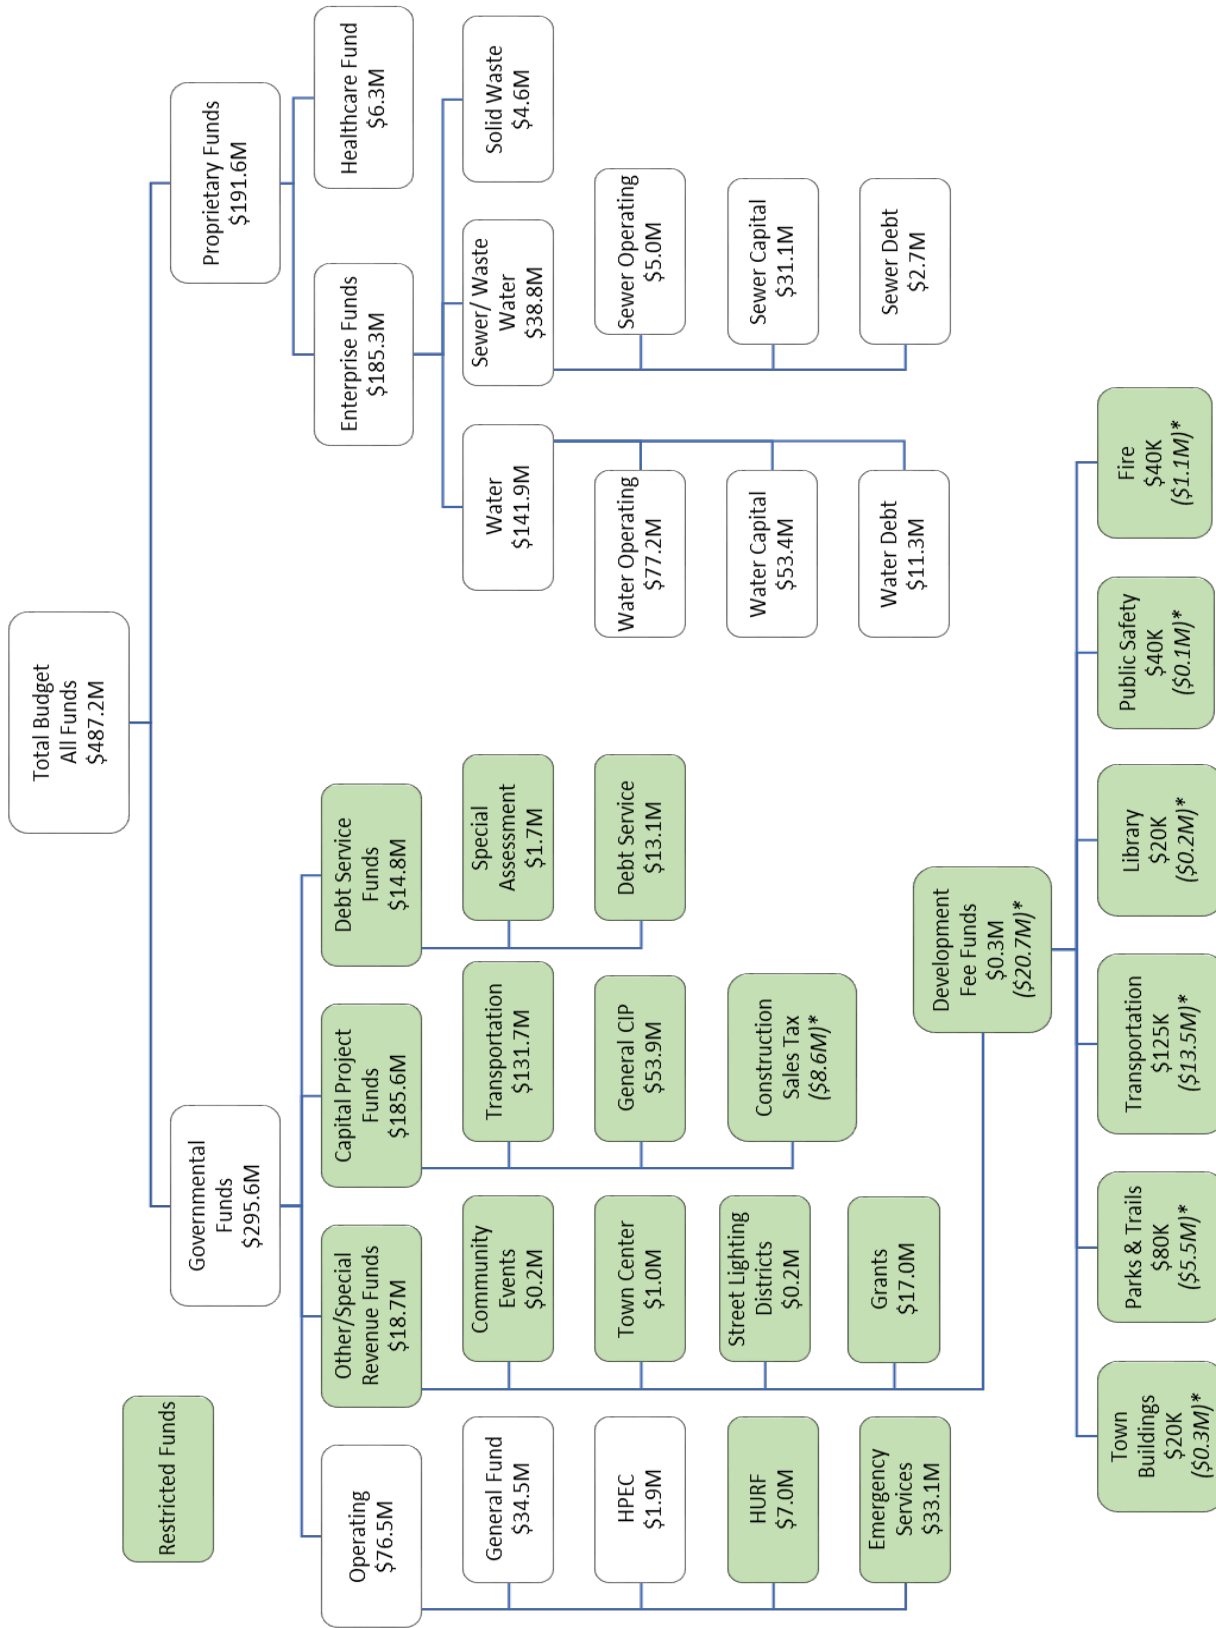 Total Budget
All Funds
$487.2M
Restricted Funds
Governmental
Funds
$295.6M
Proprietary Funds
$191.6M
Operating
$76.5M
Other/Special
Revenue Funds
$18.7M
Capital Project
Funds
$185.6M
Debt Service
Funds
$14.8M
Enterprise Funds
$185.3M
Healthcare Fund
$6.3M
General Fund
$34.5M
HPEC
$1.9M
HURF
$7.0M
Emergency
Services
$33.1M
Community
Events
$0.2M
Town Center
$1.0M
Street Lighting
Districts
$0.2M
Grants
$17.0M
Transportation
$131.7M
General CIP
$53.9M
Construction
Sales Tax
($8.6M)*
Special
Assessment
$1.7M
Debt Service
$13.1M
Water
$141.9M
Water Operating
$77.2M
Water Capital
$53.4M
Water Debt
$11.3M
Sewer/ Waste
Water
$38.8M
Sewer Operating
$5.0M
Sewer Capital
$31.1M
Sewer Debt
$2.7M
Solid Waste
$4.6M
Development
Fee Funds
$0.3M
($20.7M)*
Town
Buildings
$20K
($0.3M)*
Parks & Trails
$80K
($5.5M)*
Transportation
$125K
($13.5M)*
Library
$20K
($0.2M)*
Public Safety
$40K
($0.1M)*
Fire
$40K
($1.1M)*